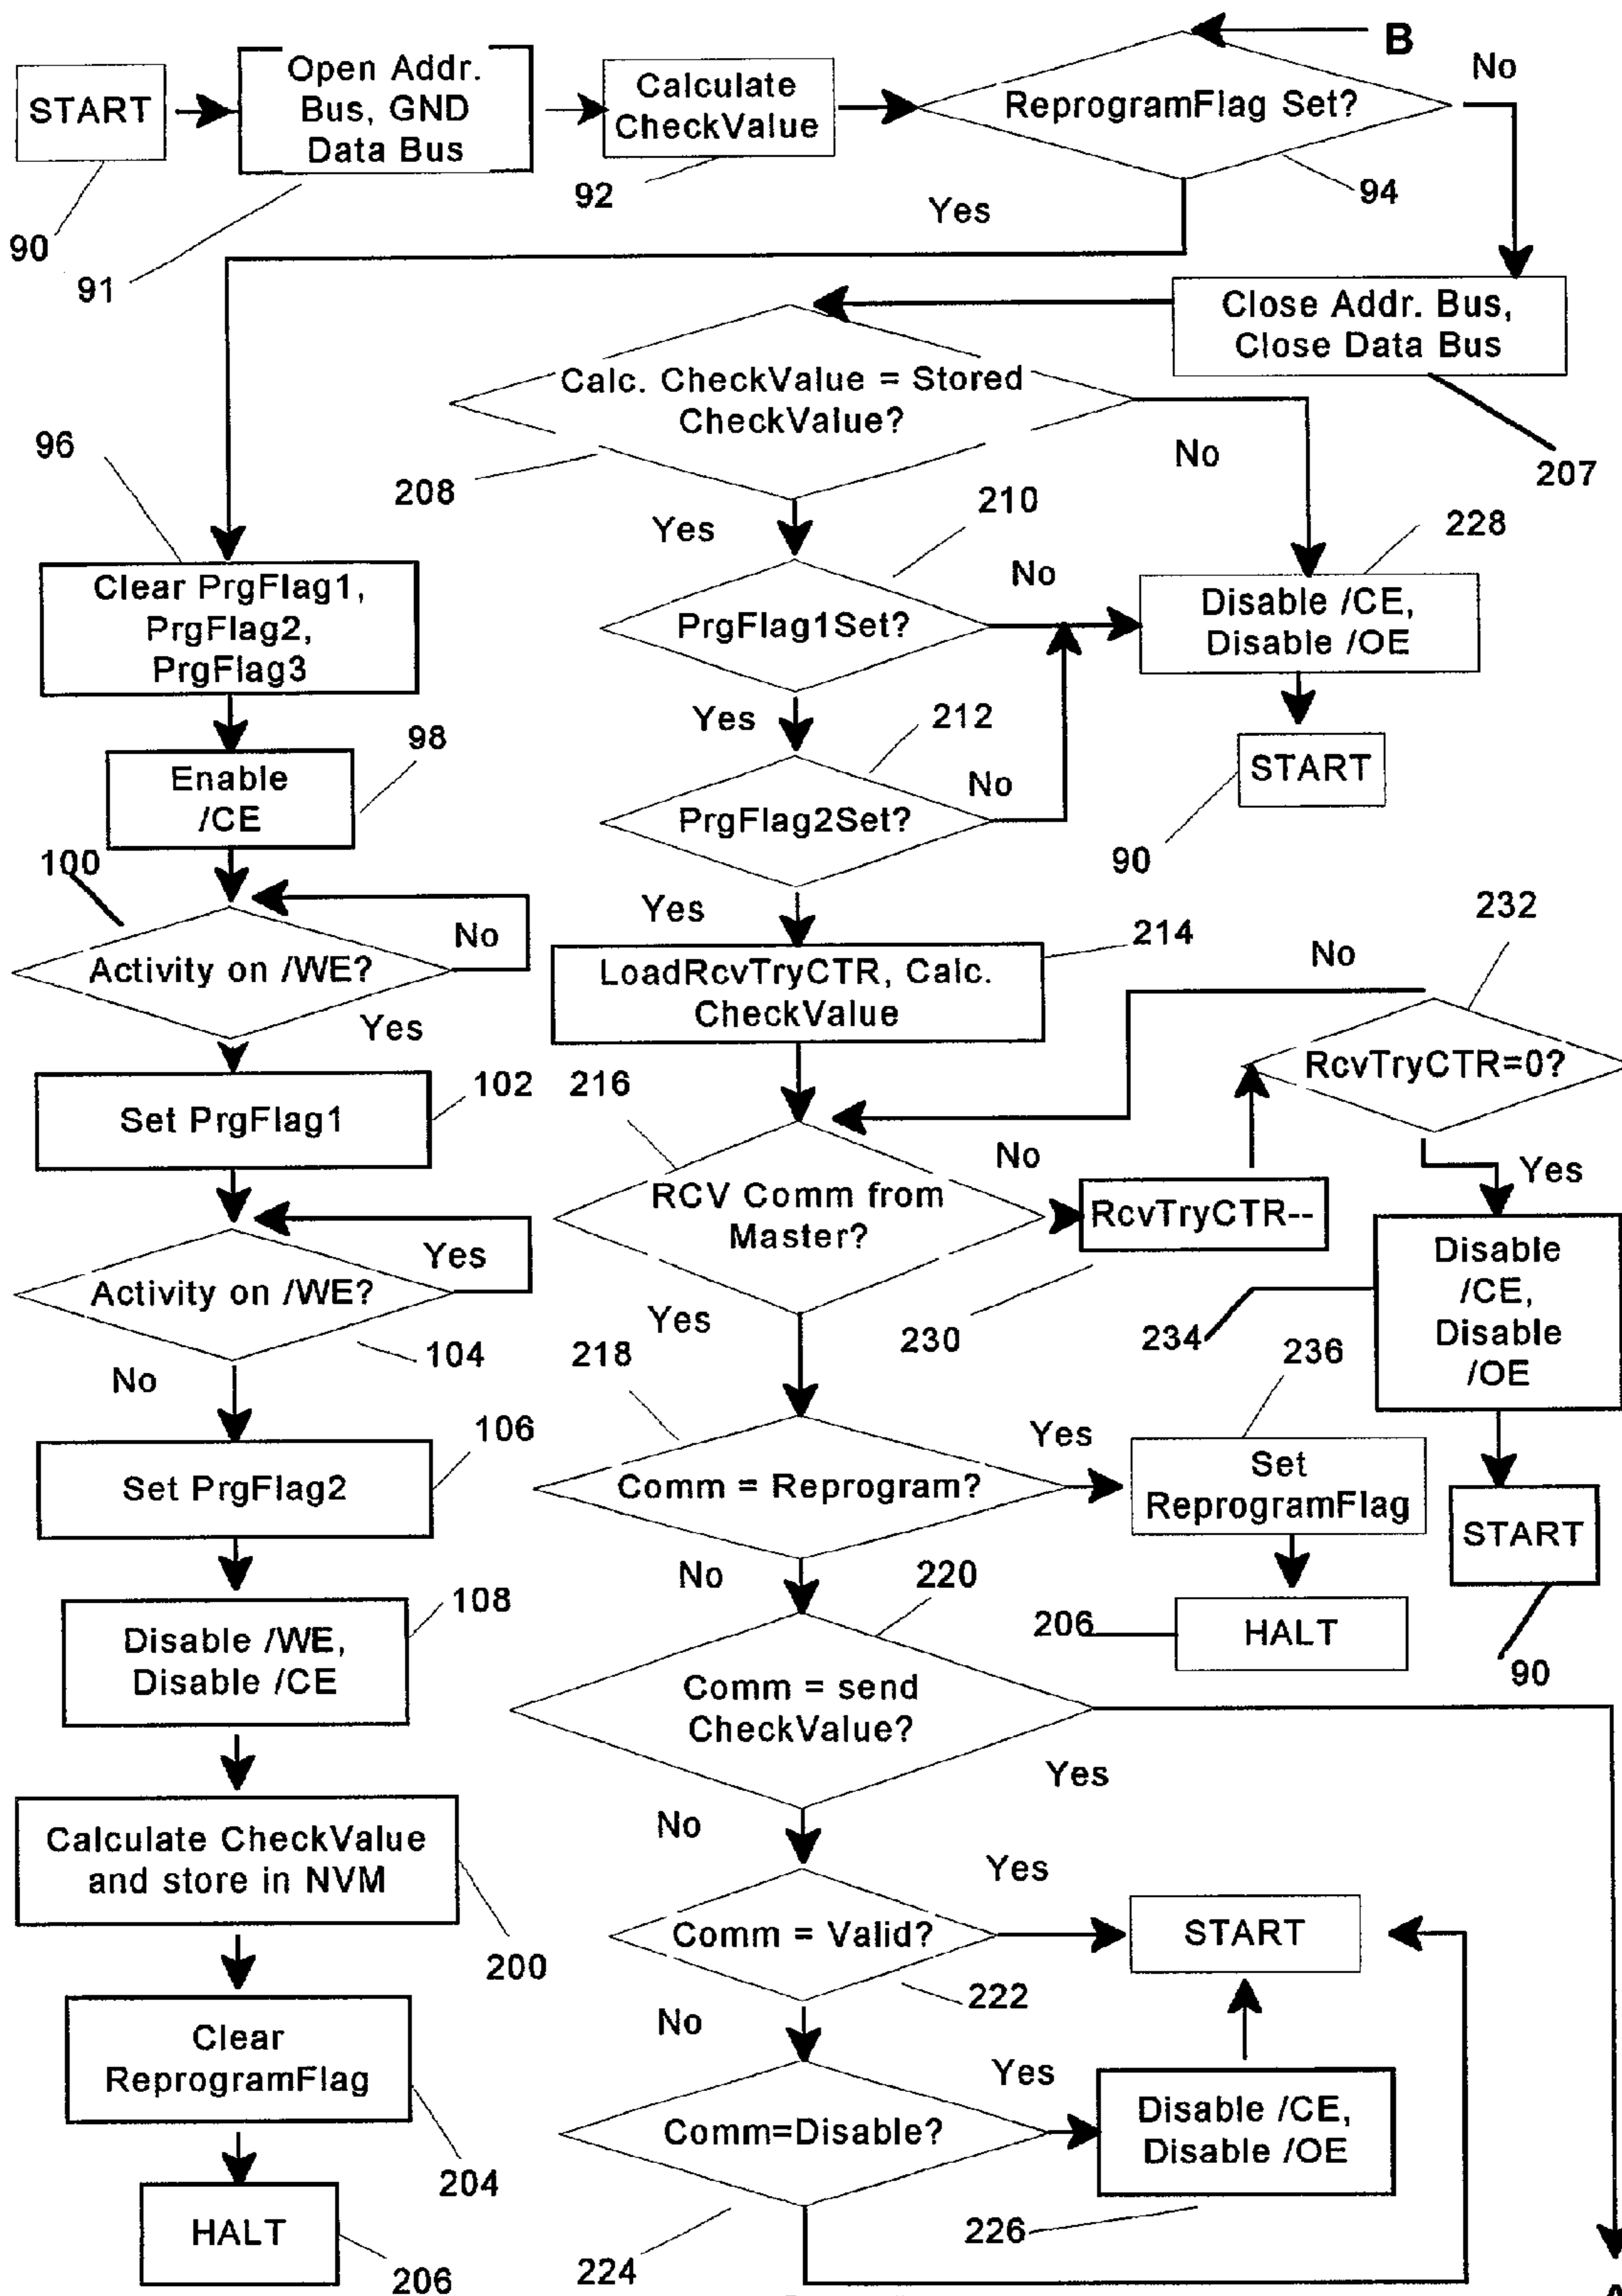 B
No
START
Open Addr.
Bus, GND
Data Bus
Calculate
CheckValue
ReprogramFlag Set?
90
91
92
94
Yes
Close Addr. Bus,
Close Data Bus
207
Calc. CheckValue = Stored
CheckValue?
208
No
Yes
96
Clear PrgFlag1,
PrgFlag2,
PrgFlag3
210
PrgFlag1Set?
No
228
Disable /CE,
Disable /OE
Yes
98
Enable
/CE
212
PrgFlag2Set?
No
START
90
100
Activity on /WE?
No
Yes
Yes
214
LoadRcvTryCTR, Calc.
CheckValue
232
No
RcvTryCTR=0?
Yes
102
Set PrgFlag1
216
RCV Comm from
Master?
No
RcvTryCTR--
230
Disable
/CE,
Disable
/OE
234
Activity on /WE?
Yes
104
No
Yes
218
236
106
Set PrgFlag2
Comm = Reprogram?
Yes
Set
ReprogramFlag
START
90
No
220
206
HALT
108
Disable /WE,
Disable /CE
Comm = send
CheckValue?
Yes
No
Calculate CheckValue
and store in NVM
200
Comm = Valid?
Yes
START
222
No
Clear
ReprogramFlag
204
Comm=Disable?
Yes
Disable /CE,
Disable /OE
226
224
HALT
206